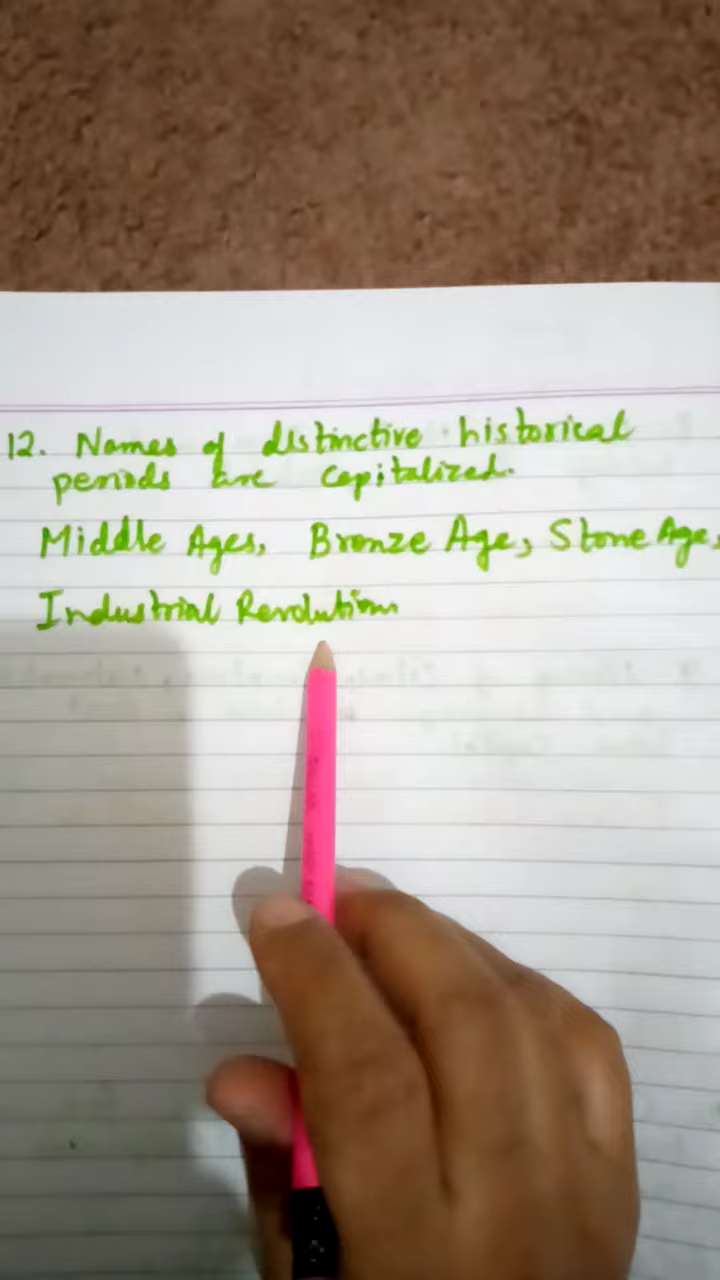 12. Names of distinctive historical
periods are capitalized.
Middle Ages, Bronze Age, Stone Age,
Industrial Revolution